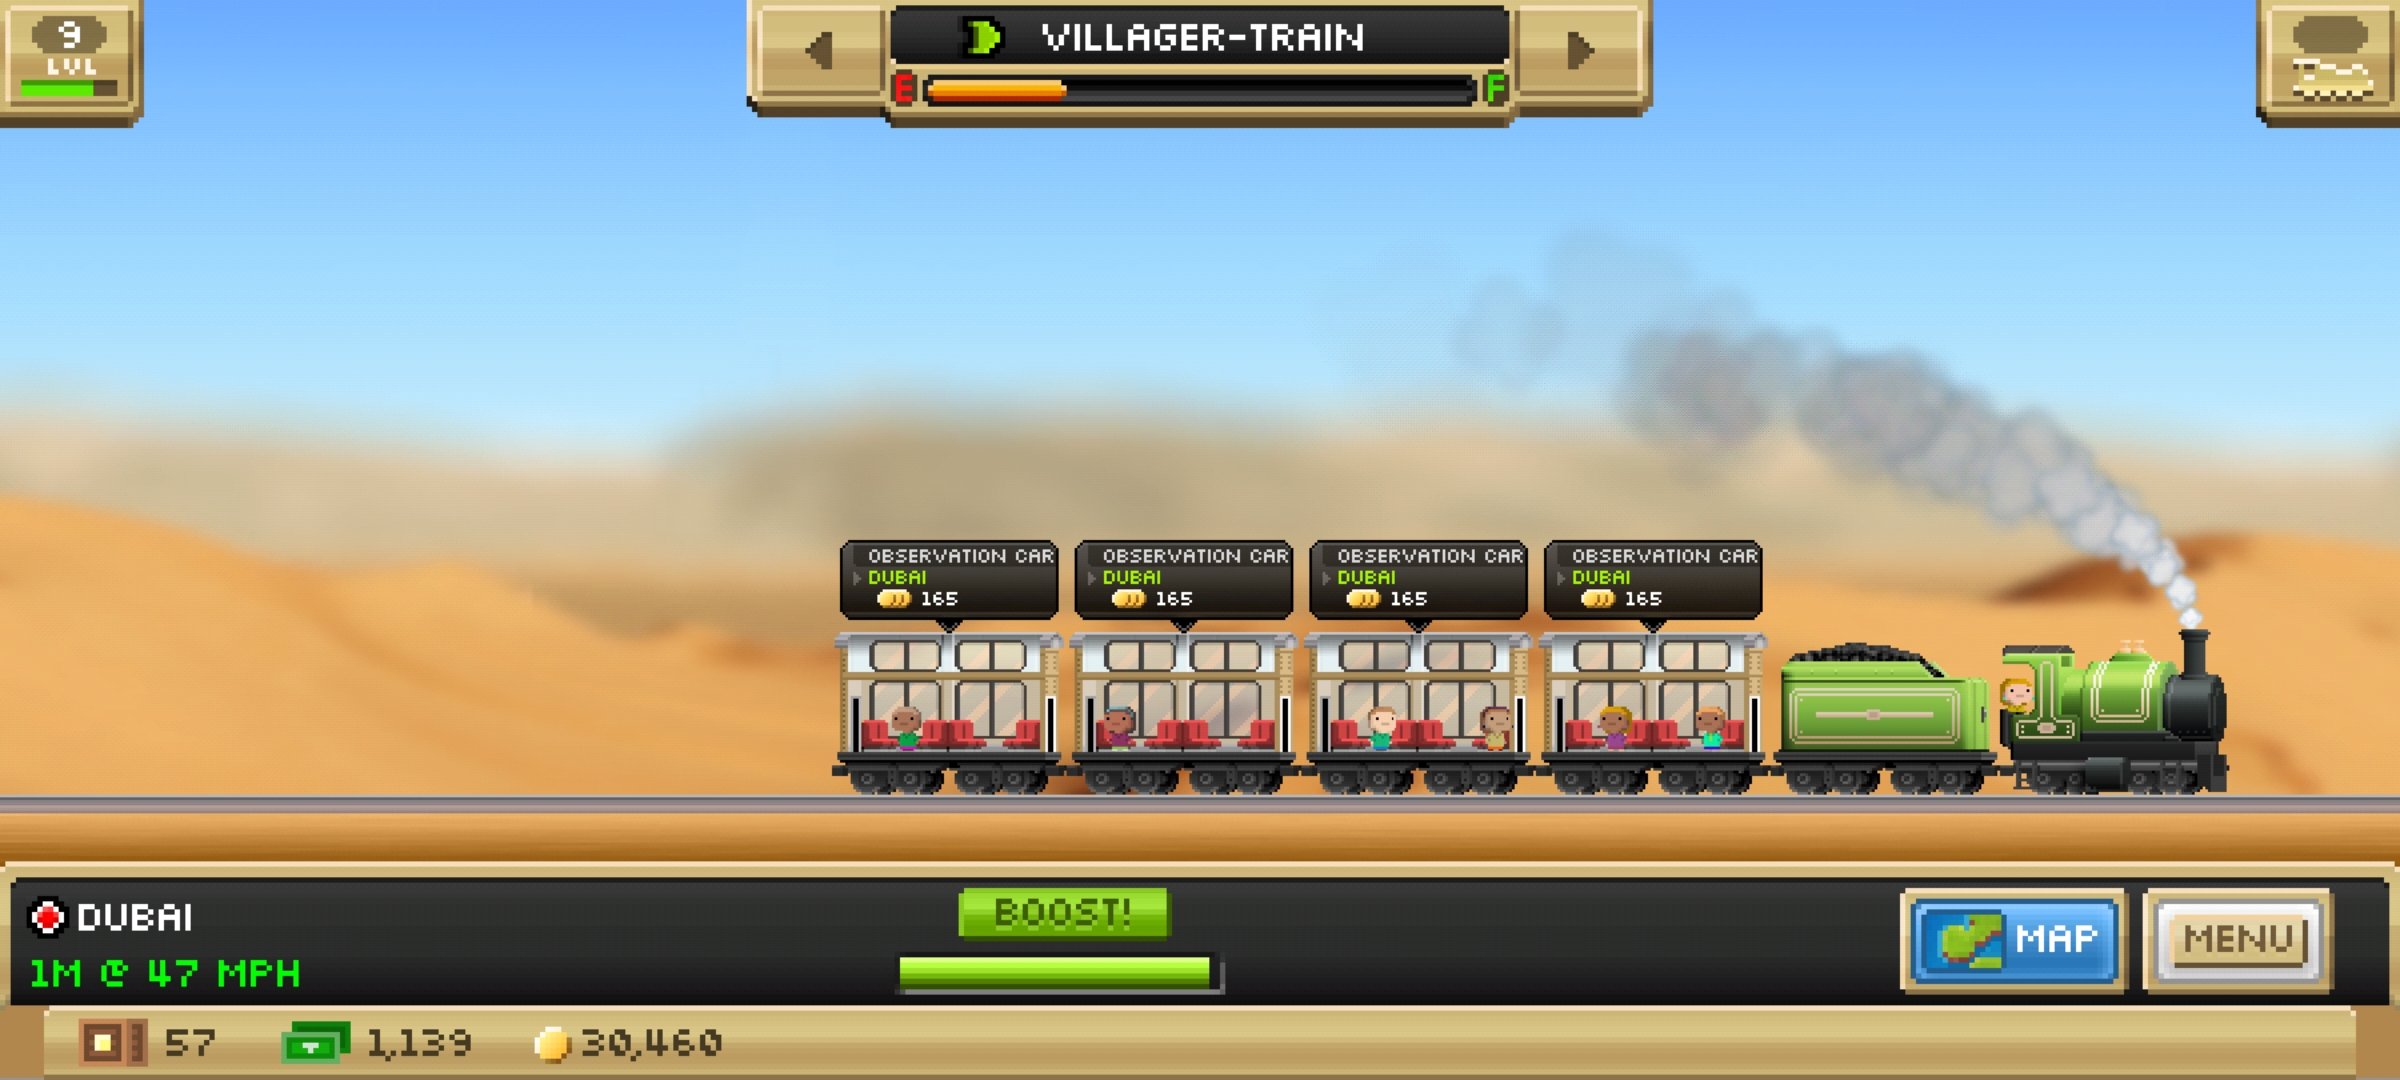 9
LVL
VILLAGER-TRAIN
E F
OBSERVATION CAR
DUBAI
165
OBSERVATION CAR
DUBAI
165
OBSERVATION CAR
DUBAI
165
OBSERVATION CAR
DUBAI
165
DUBAI
1M @ 47 MPH
BOOST!
MAP
MENU
57
1,139
30,460